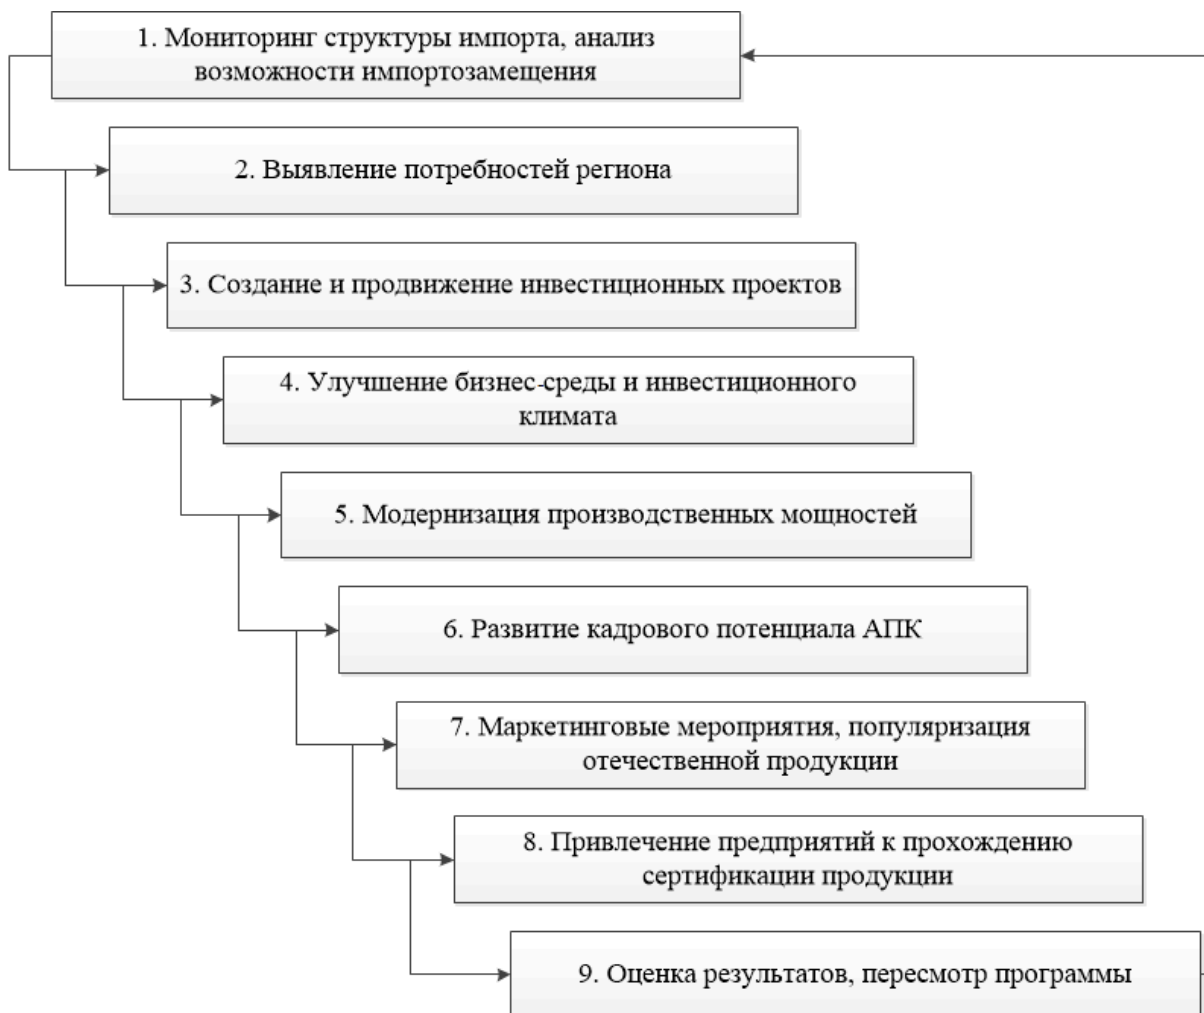 1. Мониторинг структуры импорта, анализ
возможности импортозамещения
2. Выявление потребностей региона
3. Создание и продвижение инвестиционных проектов
4. Улучшение бизнес-среды и инвестиционного
климата
5. Модернизация производственных мощностей
6. Развитие кадрового потенциала АПК
7. Маркетинговые мероприятия, популяризация
отечественной продукции
8. Привлечение предприятий к прохождению
сертификации продукции
9. Оценка результатов, пересмотр программы